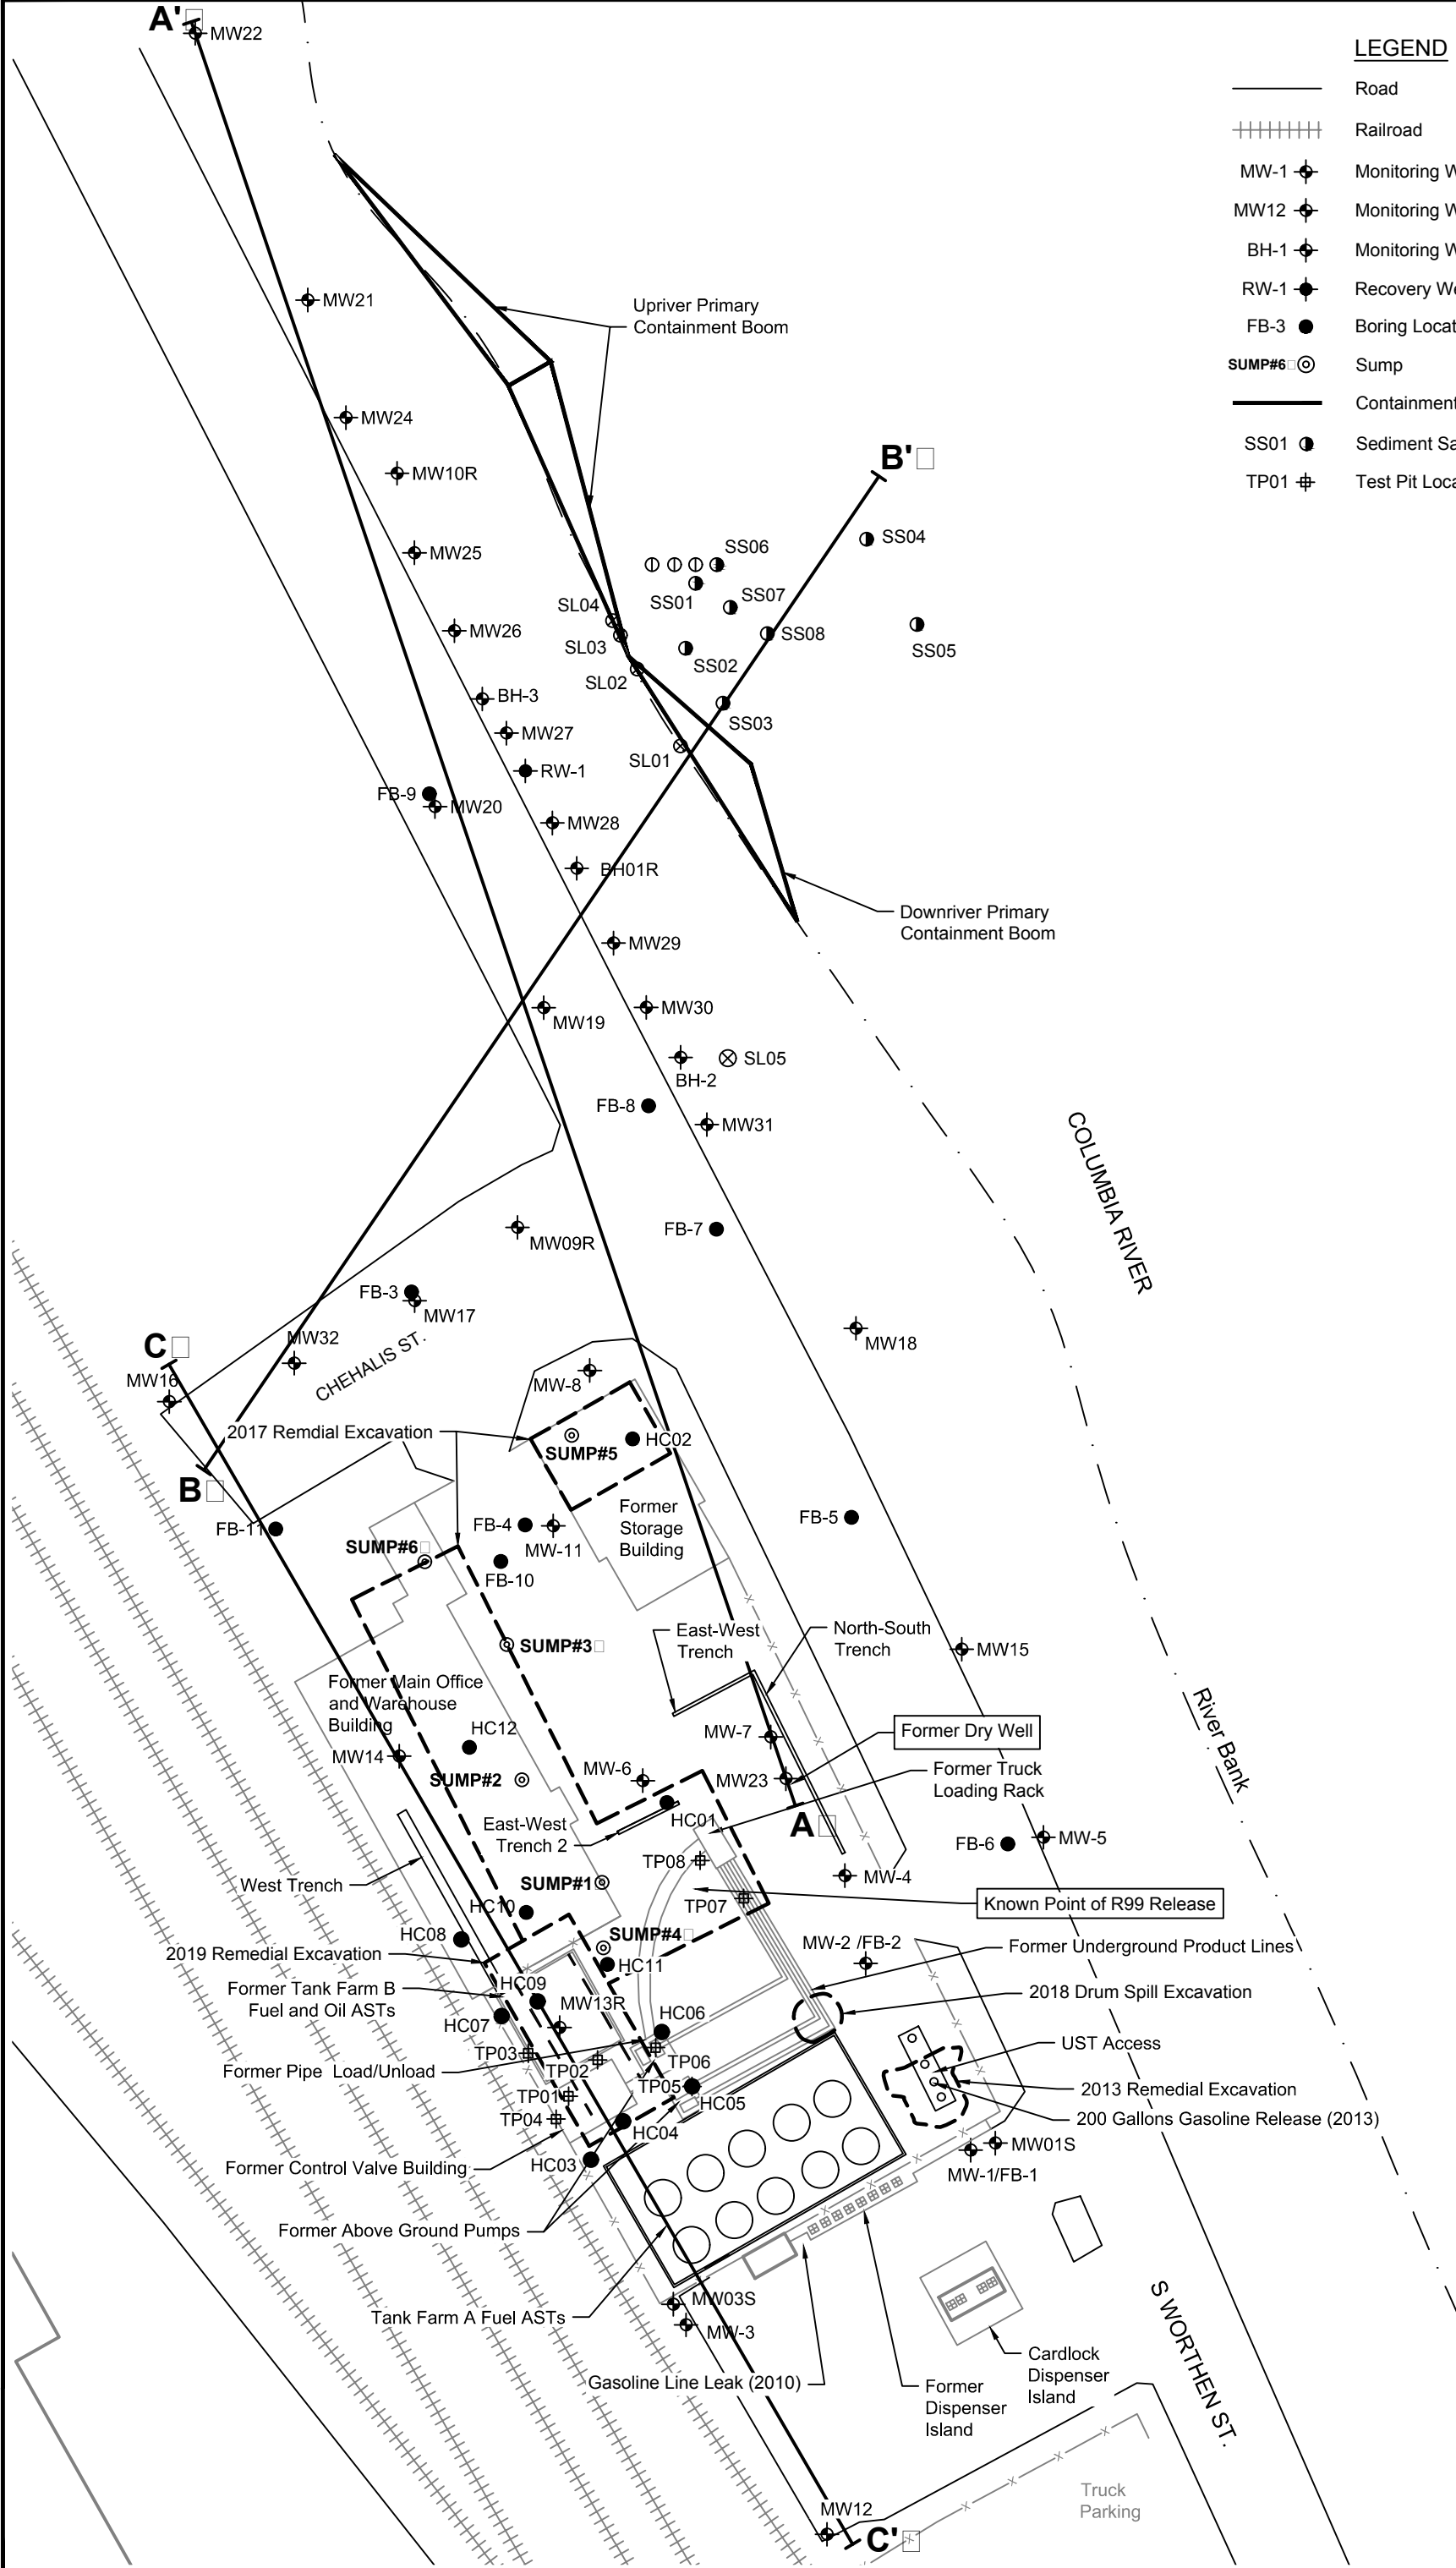 A'
MW22
LEGEND
Road
Railroad
MW-1
Monitoring W
MW12
Monitoring W
BH-1
Monitoring W
RW-1
Recovery We
FB-3
Boring Locat
SUMP#6
Sump
Containment
SS01
Sediment Sa
TP01
Test Pit Loca
MW21
Upriver Primary
Containment Boom
MW24
B'
MW10R
SS04
MW25
SS06
SS01
SS07
SL04
MW26
SS08
SS05
SL03
SS02
SL02
BH-3
SS03
MW27
SL01
RW-1
FB-9
MW20
MW28
BH01R
Downriver Primary
Containment Boom
MW29
MW30
MW19
SL05
BH-2
FB-8
MW31
COLUMBIA RIVER
FB-7
MW09R
FB-3
MW17
MW18
C
MW32
CHEHALIS ST.
MW16
MW-8
2017 Remdial Excavation
HC02
SUMP#5
B
Former
Storage
Building
FB-5
FB-4
FB-11
MW-11
SUMP#6
FB-10
East-West
Trench
North-South
Trench
SUMP#3
MW15
Former Main Office
and Warehouse
Building
River Bank
HC12
MW-7
Former Dry Well
MW14
MW-6
Former Truck
Loading Rack
SUMP#2
MW23
HC01
A
East-West
Trench 2
FB-6
MW-5
TP08
MW-4
West Trench
SUMP#1
Known Point of R99 Release
HC10
TP07
HC08
SUMP#4
MW-2 /FB-2
Former Underground Product Lines
2019 Remedial Excavation
HC11
Former Tank Farm B
Fuel and Oil ASTs
HC09
2018 Drum Spill Excavation
MW13R
HC06
HC07
UST Access
TP03
TP02
TP06
Former Pipe Load/Unload
TP05
2013 Remedial Excavation
TP01
HC05
TP04
200 Gallons Gasoline Release (2013)
HC04
MW01S
HC03
Former Control Valve Building
MW-1/FB-1
Former Above Ground Pumps
MW03S
Tank Farm A Fuel ASTs
MW-3
S WORTHEN ST.
Gasoline Line Leak (2010)
Former
Dispenser
Island
Cardlock
Dispenser
Island
Truck
Parking
MW12
C'